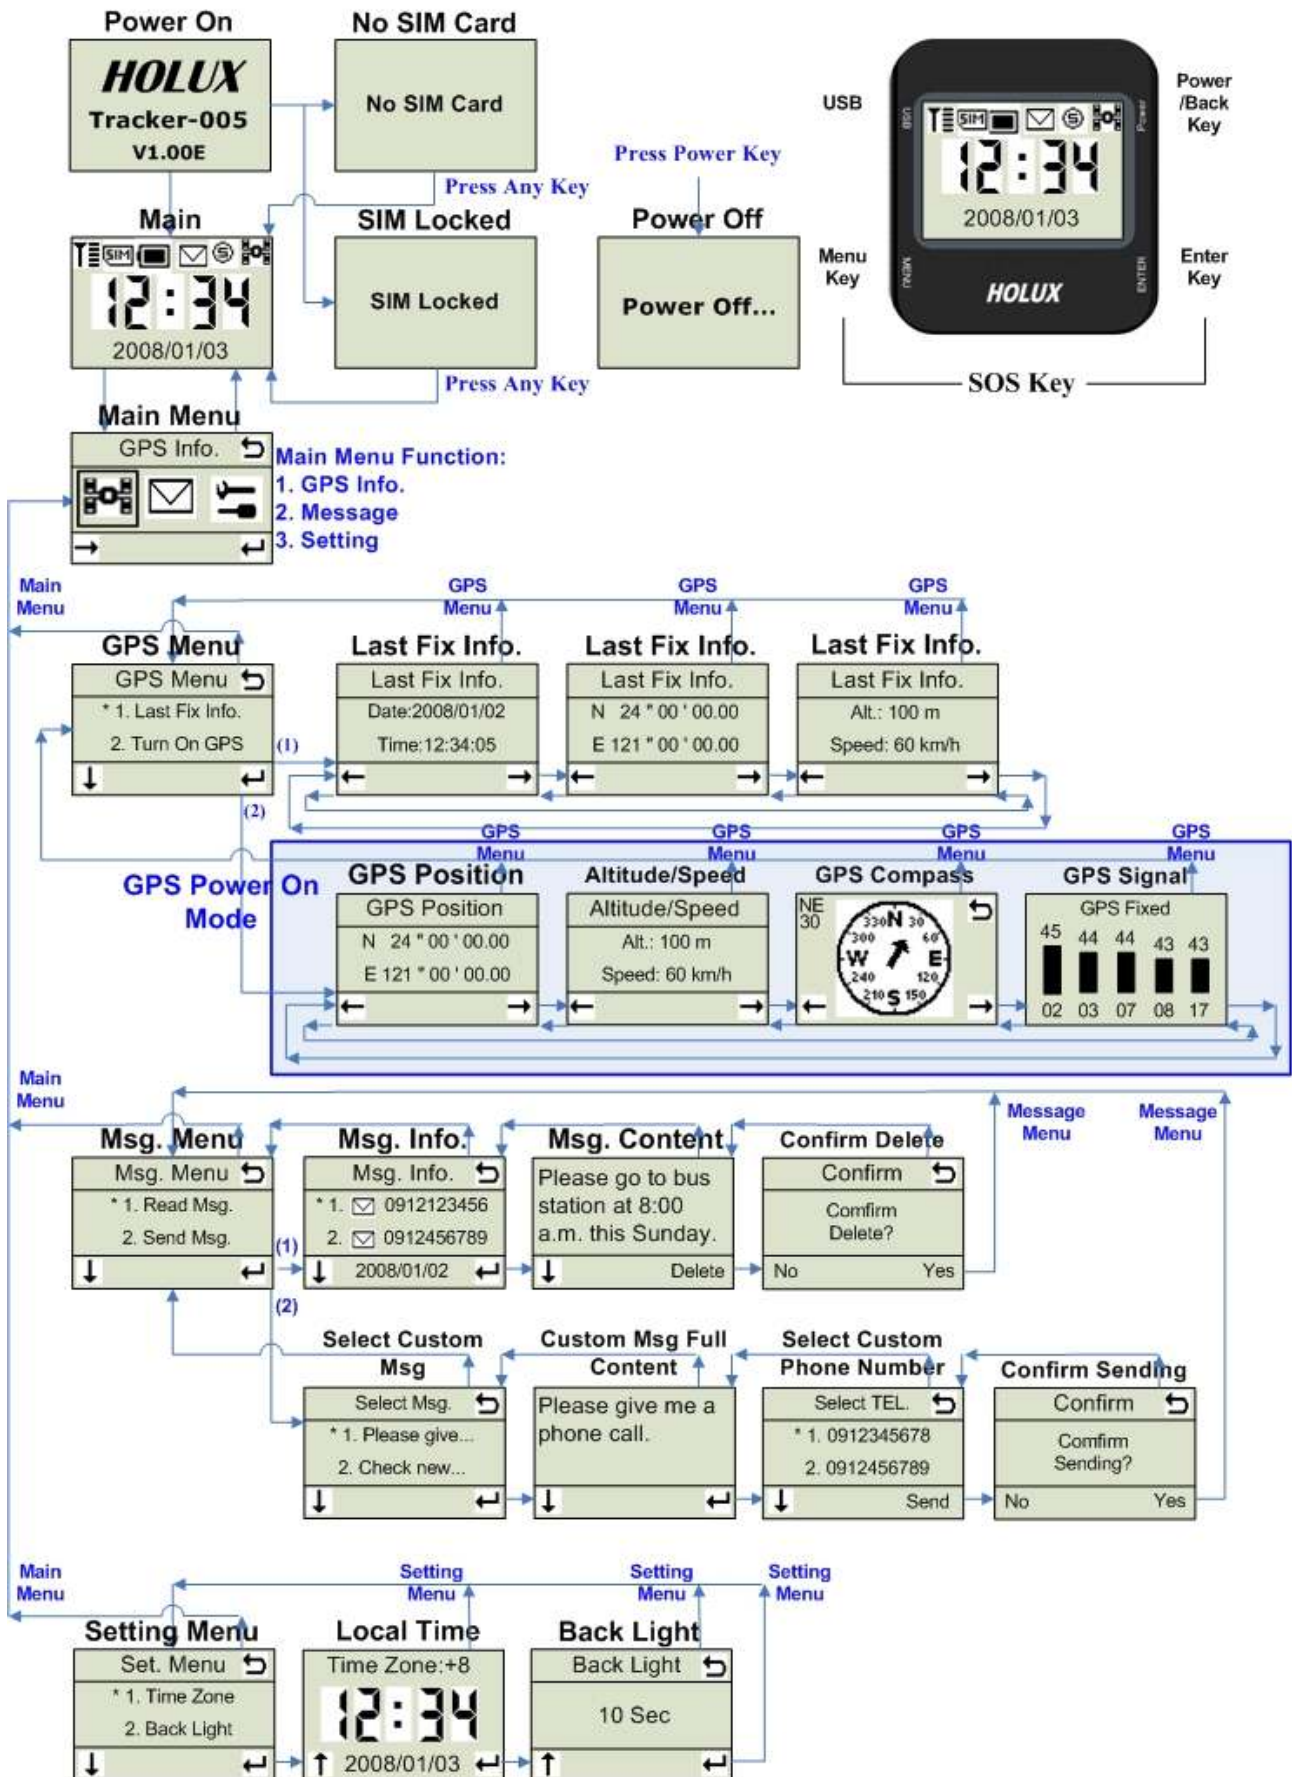 Power On
HOLUX
Tracker-005
V1.00E
No SIM Card
No SIM Card
Press Any Key
Main
SIM
12:34
2008/01/03
SIM Locked
SIM Locked
Press Any Key
Press Power Key
Power Off
Power Off...
USB
Power
/Back
Key
USB
Power
SIM
12:34
2008/01/03
MENU
ENTER
HOLUX
Menu
Key
Enter
Key
SOS Key
Main Menu
GPS Info.
Main Menu Function:
1. GPS Info.
2. Message
3. Setting
Main
Menu
GPS
Menu
GPS
Menu
GPS
Menu
GPS Menu
GPS Menu
* 1. Last Fix Info.
2. Turn On GPS
(1)
(2)
Last Fix Info.
Last Fix Info.
Date:2008/01/02
Time:12:34:05
Last Fix Info.
Last Fix Info.
N 24 " 00 ' 00.00
E 121 " 00 ' 00.00
Last Fix Info.
Last Fix Info.
Alt.: 100 m
Speed: 60 km/h
GPS
Menu
GPS
Menu
GPS
Menu
GPS
Menu
GPS Power On
Mode
GPS Position
GPS Position
N 24 " 00 ' 00.00
E 121 " 00 ' 00.00
Altitude/Speed
Altitude/Speed
Alt.: 100 m
Speed: 60 km/h
GPS Compass
NE
30
330 N 30
300 60
W E
240 120
210 S 150
GPS Signal
GPS Fixed
45 44 44 43 43
02 03 07 08 17
Main
Menu
Message
Menu
Message
Menu
Msg. Menu
Msg. Menu
* 1. Read Msg.
2. Send Msg.
(1)
(2)
Msg. Info.
Msg. Info.
* 1. 0912123456
2. 0912456789
2008/01/02
Msg. Content
Please go to bus
station at 8:00
a.m. this Sunday.
Delete
Confirm Delete
Confirm
Comfirm
Delete?
No Yes
Select Custom
Msg
Select Msg.
* 1. Please give...
2. Check new...
Custom Msg Full
Content
Please give me a
phone call.
Select Custom
Phone Number
Select TEL.
* 1. 0912345678
2. 0912456789
Send
Confirm Sending
Confirm
Comfirm
Sending?
No Yes
Main
Menu
Setting
Menu
Setting
Menu
Setting
Menu
Setting Menu
Set. Menu
* 1. Time Zone
2. Back Light
Local Time
Time Zone:+8
12:34
2008/01/03
Back Light
Back Light
10 Sec